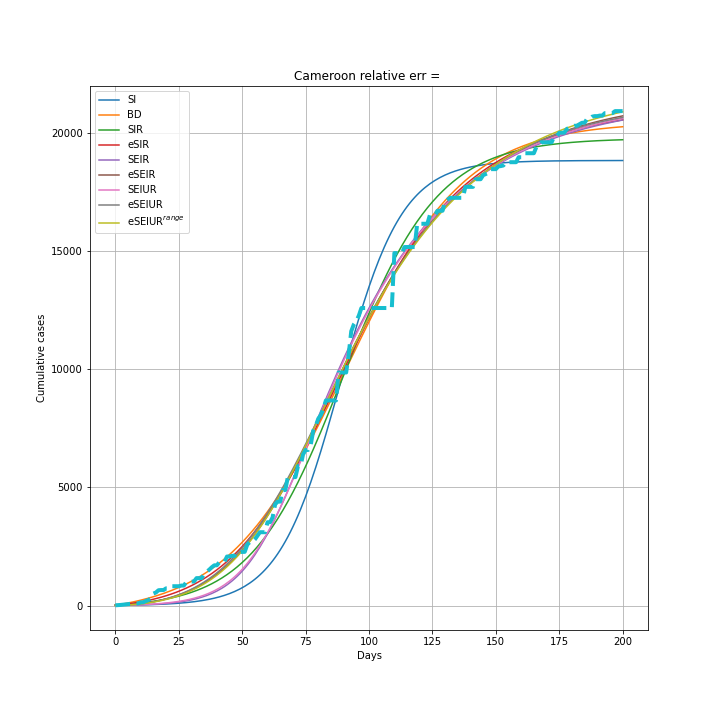 Cameroon relative err =
SI
BD
SIR
eSIR
SEIR
eSEIR
SEIUR
eSEIUR
eSEIUR^range
20000
15000
10000
5000
0
Cumulative cases
0 25 50 75 100 125 150 175 200
Days